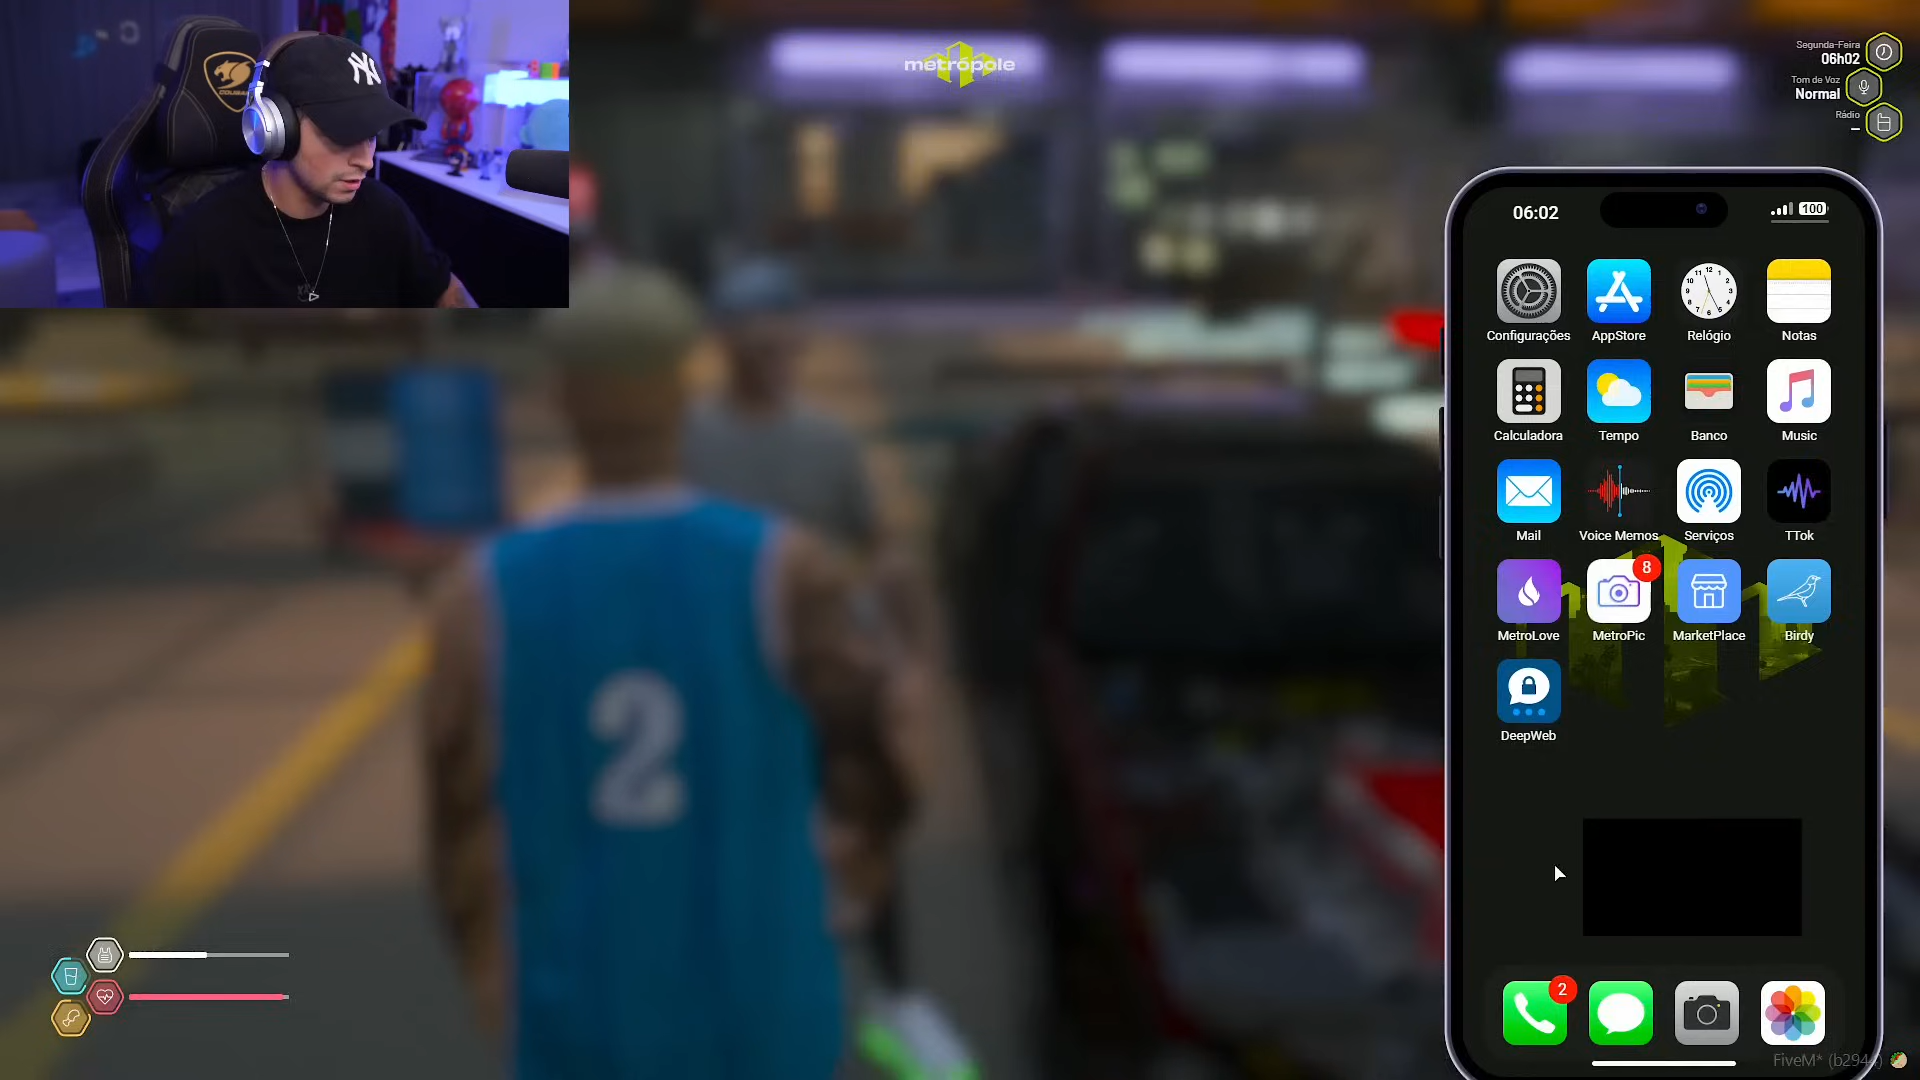 NY
COUGAR
metrópole
Segunda-Feira
06h02
Tom de Voz
Normal
Rádio
–
2
06:02
100
Configurações
AppStore
Relógio
Notas
Calculadora
Tempo
Banco
Music
Mail
Voice Memos
Serviços
TTok
8
MetroLove
MetroPic
MarketPlace
Birdy
DeepWeb
2